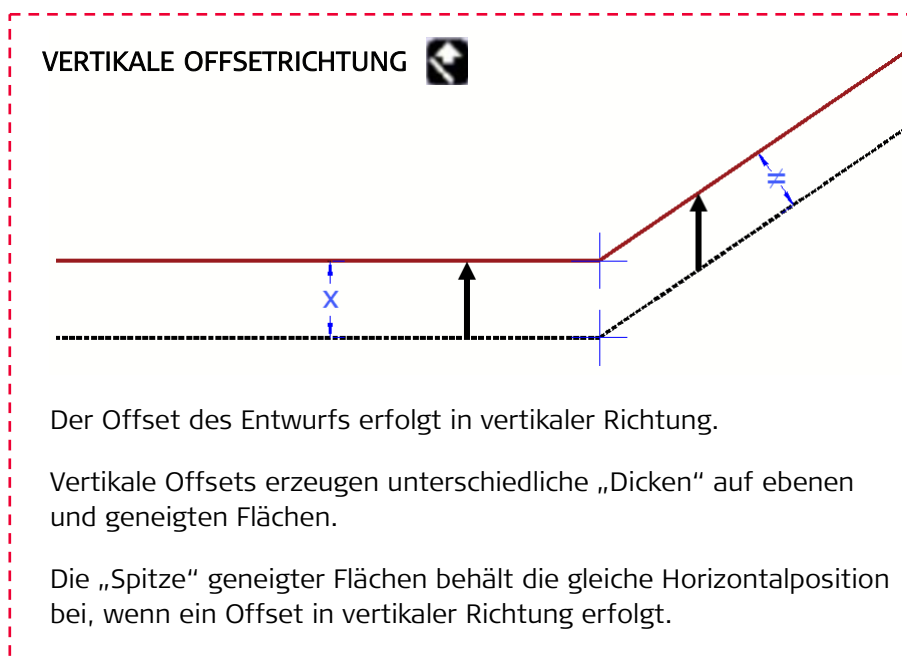 VERTIKALE OFFSETRICHTUNG
≠
x
Der Offset des Entwurfs erfolgt in vertikaler Richtung.
Vertikale Offsets erzeugen unterschiedliche „Dicken“ auf ebenen
und geneigten Flächen.
Die „Spitze“ geneigter Flächen behält die gleiche Horizontalposition
bei, wenn ein Offset in vertikaler Richtung erfolgt.